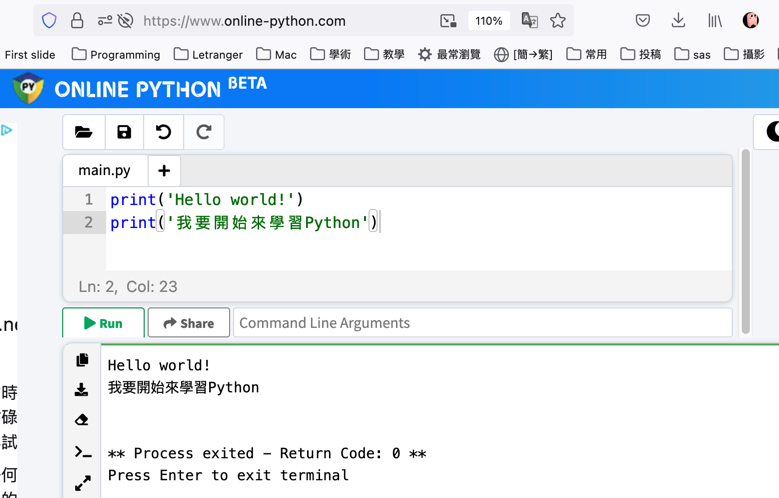 https://www.online-python.com
110%
First slide Programming Letranger Mac 學術 教學 最常瀏覽 [簡→繁] 常用 投稿 sas 攝影
PY ONLINE PYTHON BETA
main.py +
1 print('Hello world!')
2 print('我要開始來學習Python')
Ln: 2, Col: 23
Run Share Command Line Arguments
Hello world!
我要開始來學習Python
** Process exited - Return Code: 0 **
Press Enter to exit terminal
.ne
時
碌
試
何
的